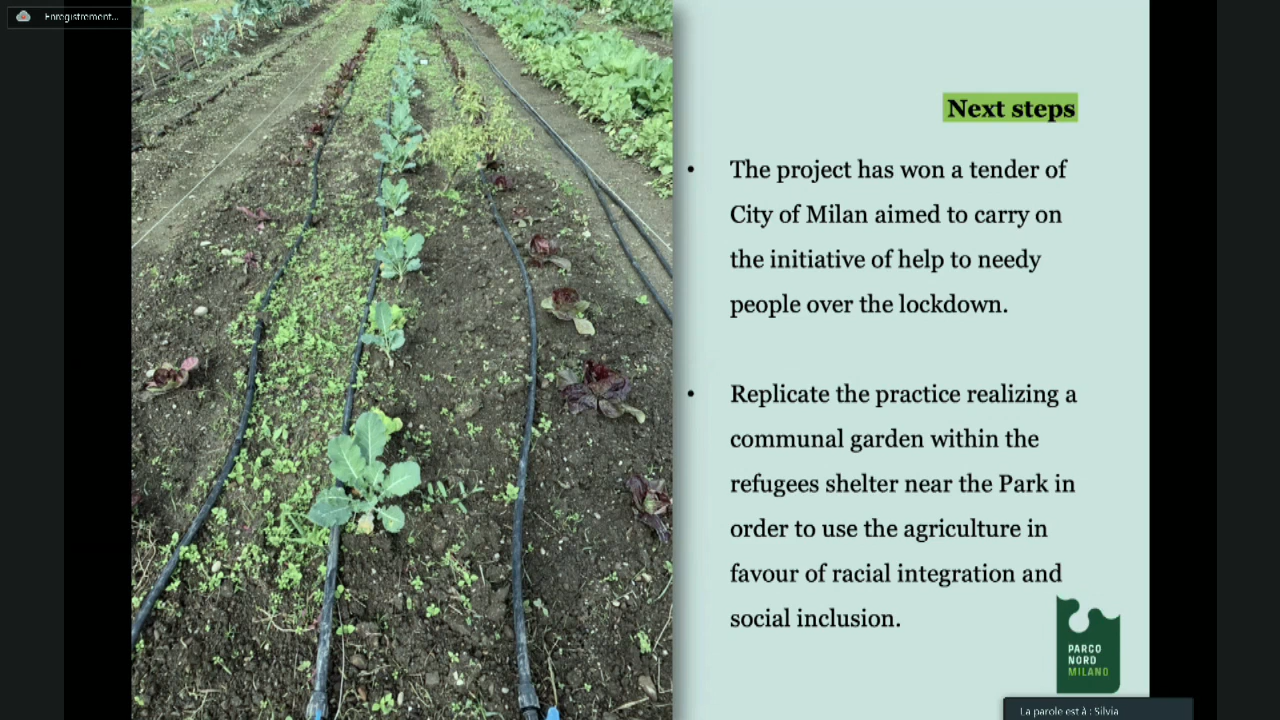 Enregistrement...
Next steps
• The project has won a tender of
City of Milan aimed to carry on
the initiative of help to needy
people over the lockdown.
• Replicate the practice realizing a
communal garden within the
refugees shelter near the Park in
order to use the agriculture in
favour of racial integration and
social inclusion.
PARCO
NORD
MILANO
La parole est à : Silvia